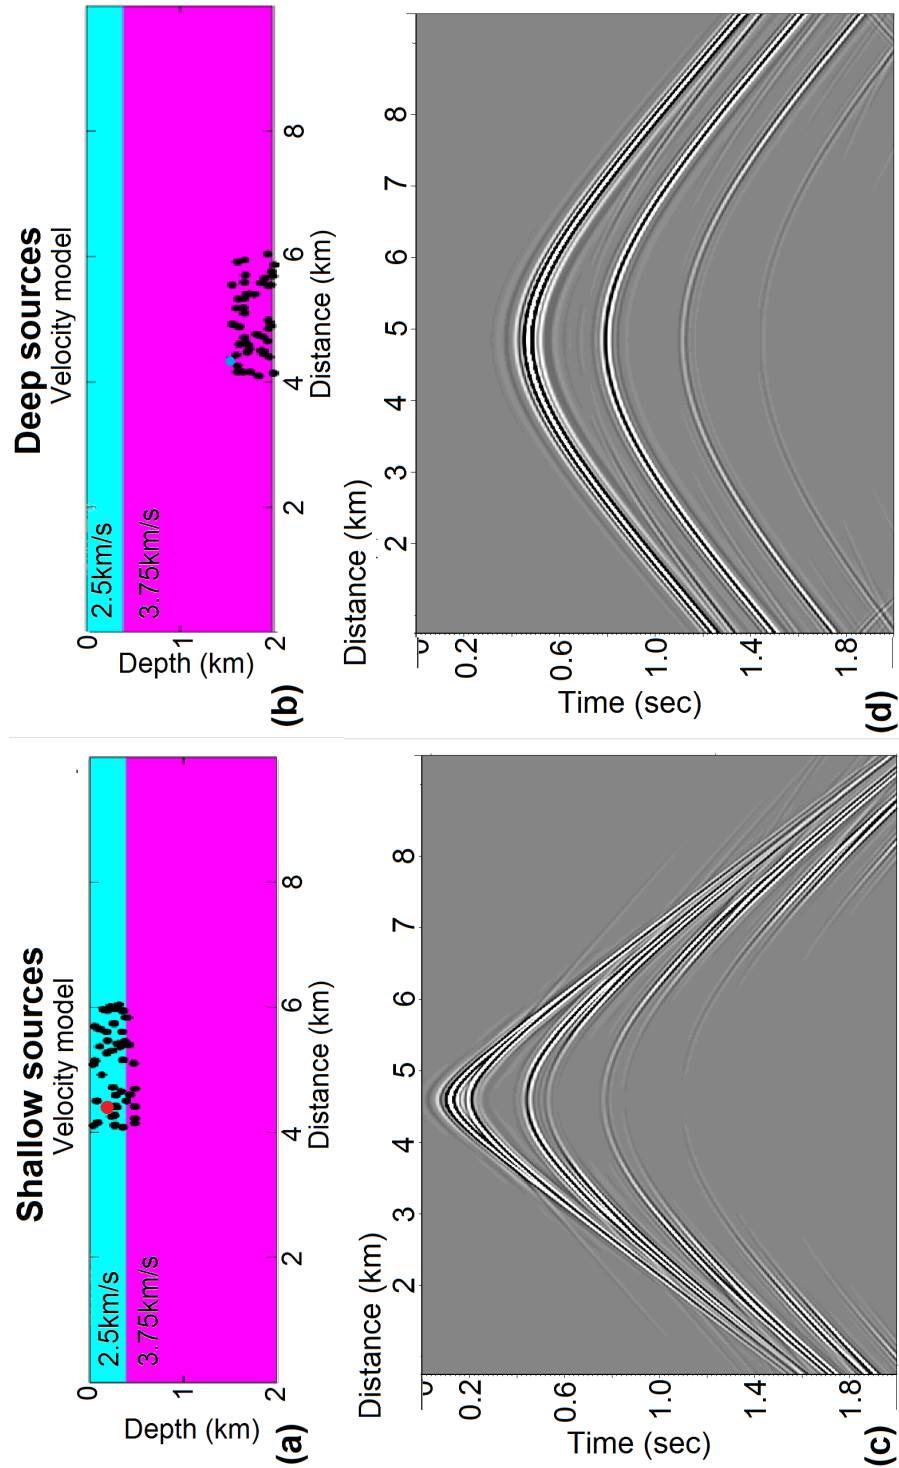 Shallow sources
Velocity model
2.5km/s
3.75km/s
0
1
2
Depth (km)
2
4
6
8
Distance (km)
(a)
Deep sources
Velocity model
2.5km/s
3.75km/s
0
1
2
Depth (km)
2
4
6
8
Distance (km)
(b)
Distance (km)
2
3
4
5
6
7
8
0.2
0.6
1.0
1.4
1.8
Time (sec)
(c)
Distance (km)
2
3
4
5
6
7
8
0.2
0.6
1.0
1.4
1.8
Time (sec)
(d)